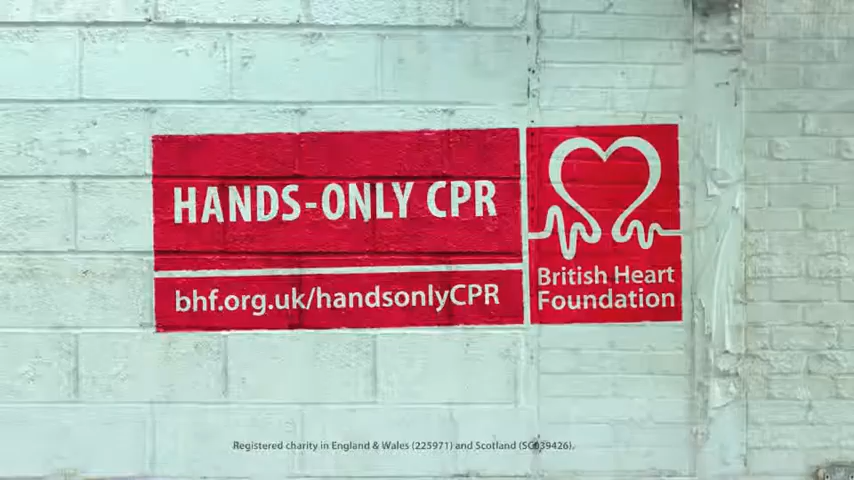 HANDS-ONLY CPR
bhf.org.uk/handsonlyCPR
British Heart
Foundation
Registered charity in England & Wales (225971) and Scotland (SC039426).